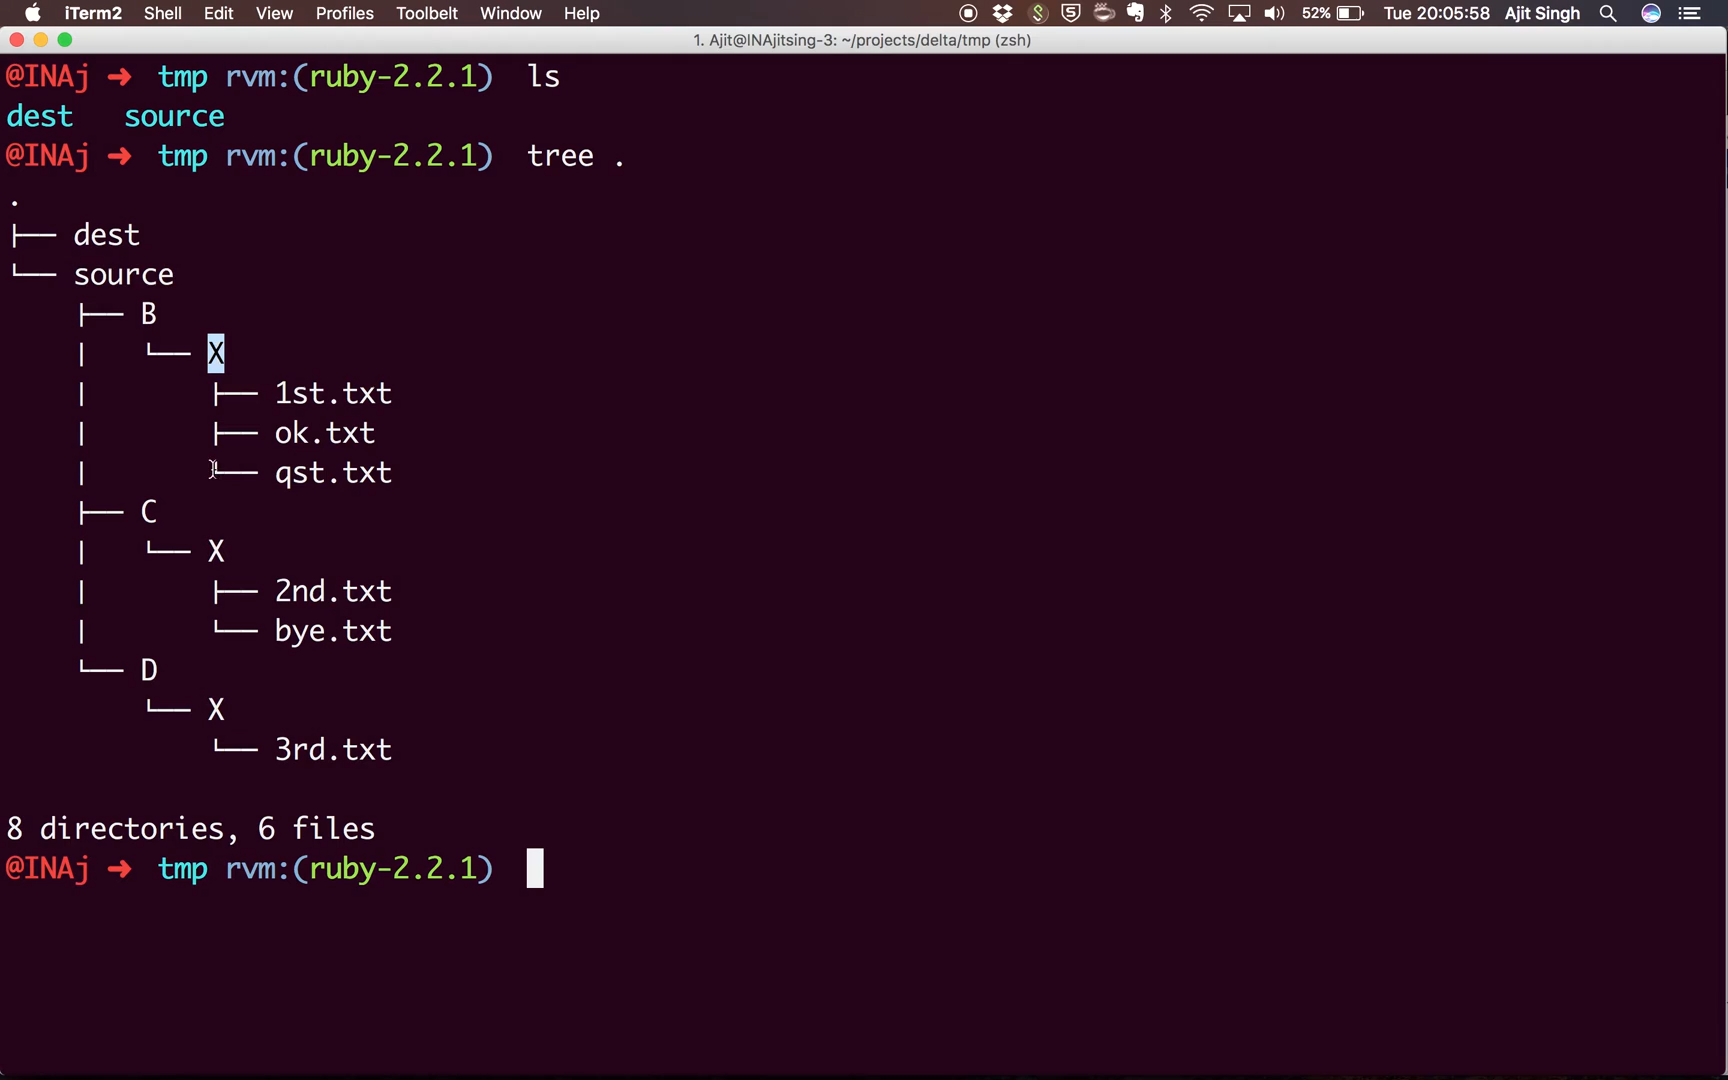 iTerm2 Shell Edit View Profiles Toolbelt Window Help 52% Tue 20:05:58 Ajit Singh
1. Ajit@INAjitsing-3: ~/projects/delta/tmp (zsh)
@INAj ➜ tmp rvm:(ruby-2.2.1) ls
dest source
@INAj ➜ tmp rvm:(ruby-2.2.1) tree .
.
├── dest
└── source
    ├── B
    │   └── X
    │       ├── 1st.txt
    │       ├── ok.txt
    │       └── qst.txt
    ├── C
    │   └── X
    │       ├── 2nd.txt
    │       └── bye.txt
    └── D
        └── X
            └── 3rd.txt
8 directories, 6 files
@INAj ➜ tmp rvm:(ruby-2.2.1)